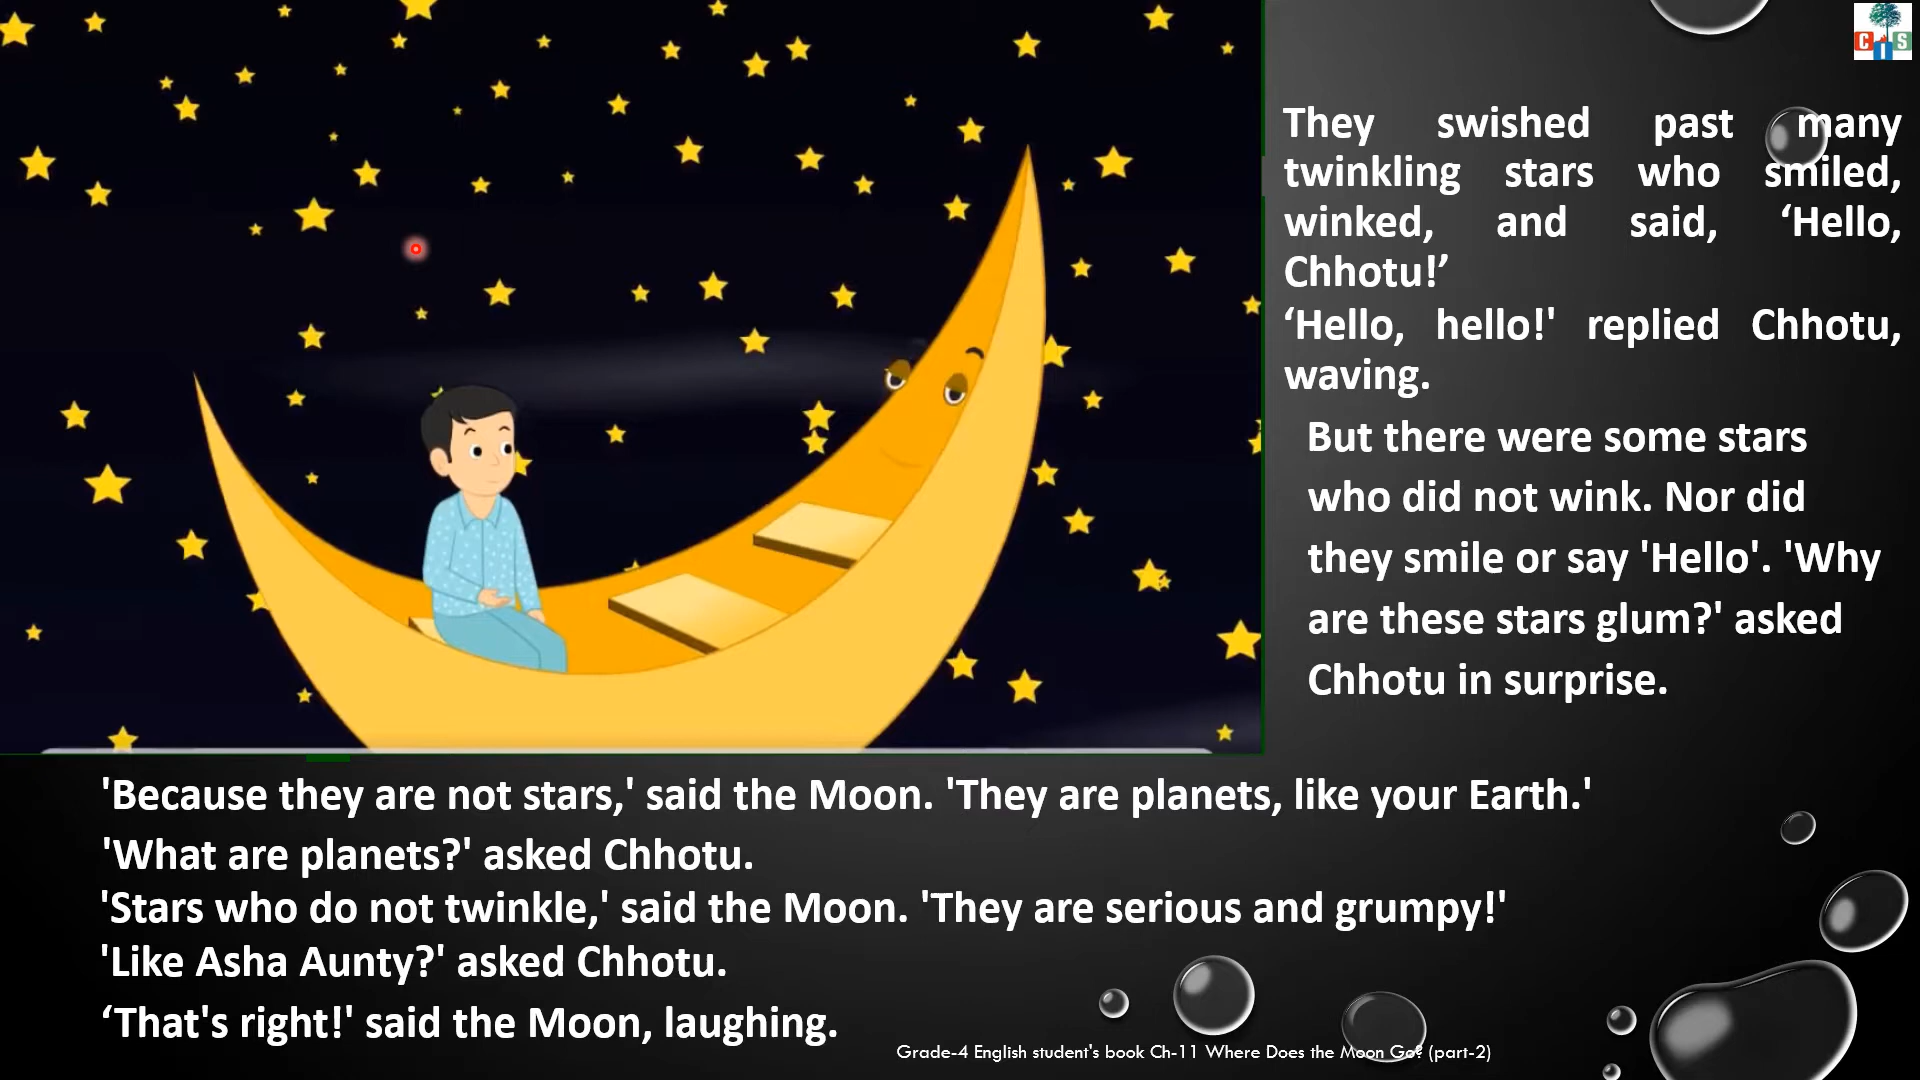 CIS
They swished past many
twinkling stars who smiled,
winked, and said, ‘Hello,
Chhotu!’
‘Hello, hello!' replied Chhotu,
waving.
But there were some stars
who did not wink. Nor did
they smile or say 'Hello'. 'Why
are these stars glum?' asked
Chhotu in surprise.
'Because they are not stars,' said the Moon. 'They are planets, like your Earth.'
'What are planets?' asked Chhotu.
'Stars who do not twinkle,' said the Moon. 'They are serious and grumpy!'
'Like Asha Aunty?' asked Chhotu.
‘That's right!' said the Moon, laughing.
Grade-4 English student's book Ch-11 Where Does the Moon Go? (part-2)